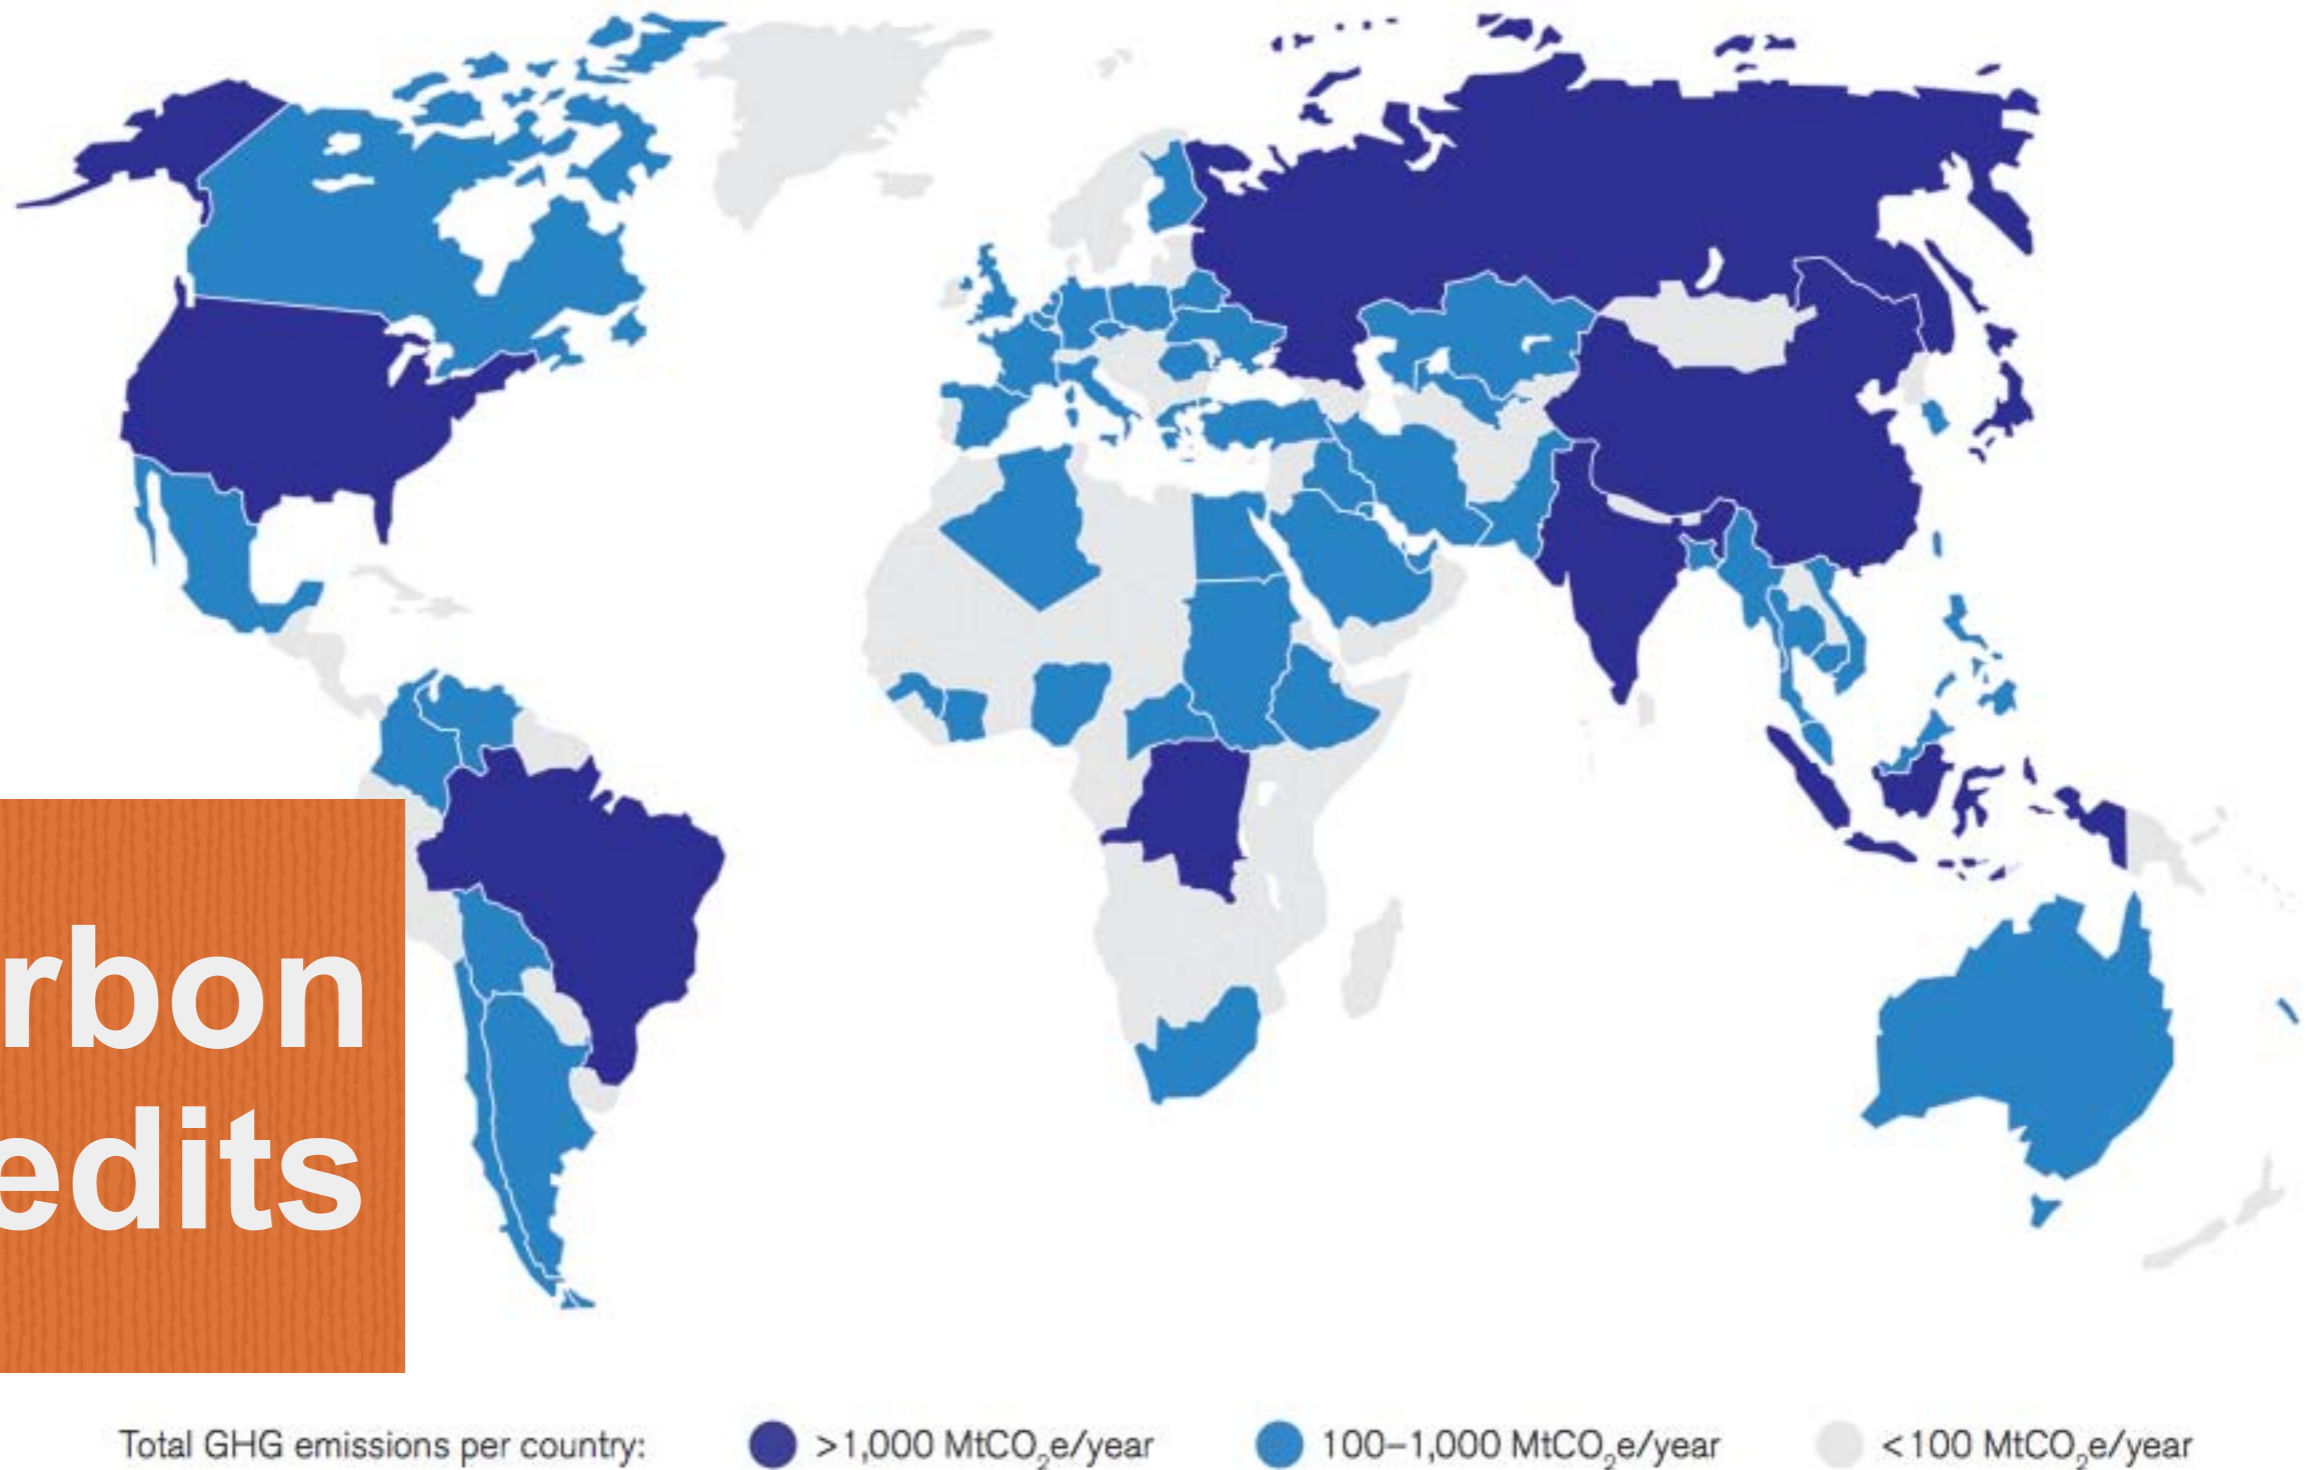 rbon
edits
Total GHG emissions per country:
>1,000 MtCO₂e/year
100–1,000 MtCO₂e/year
<100 MtCO₂e/year